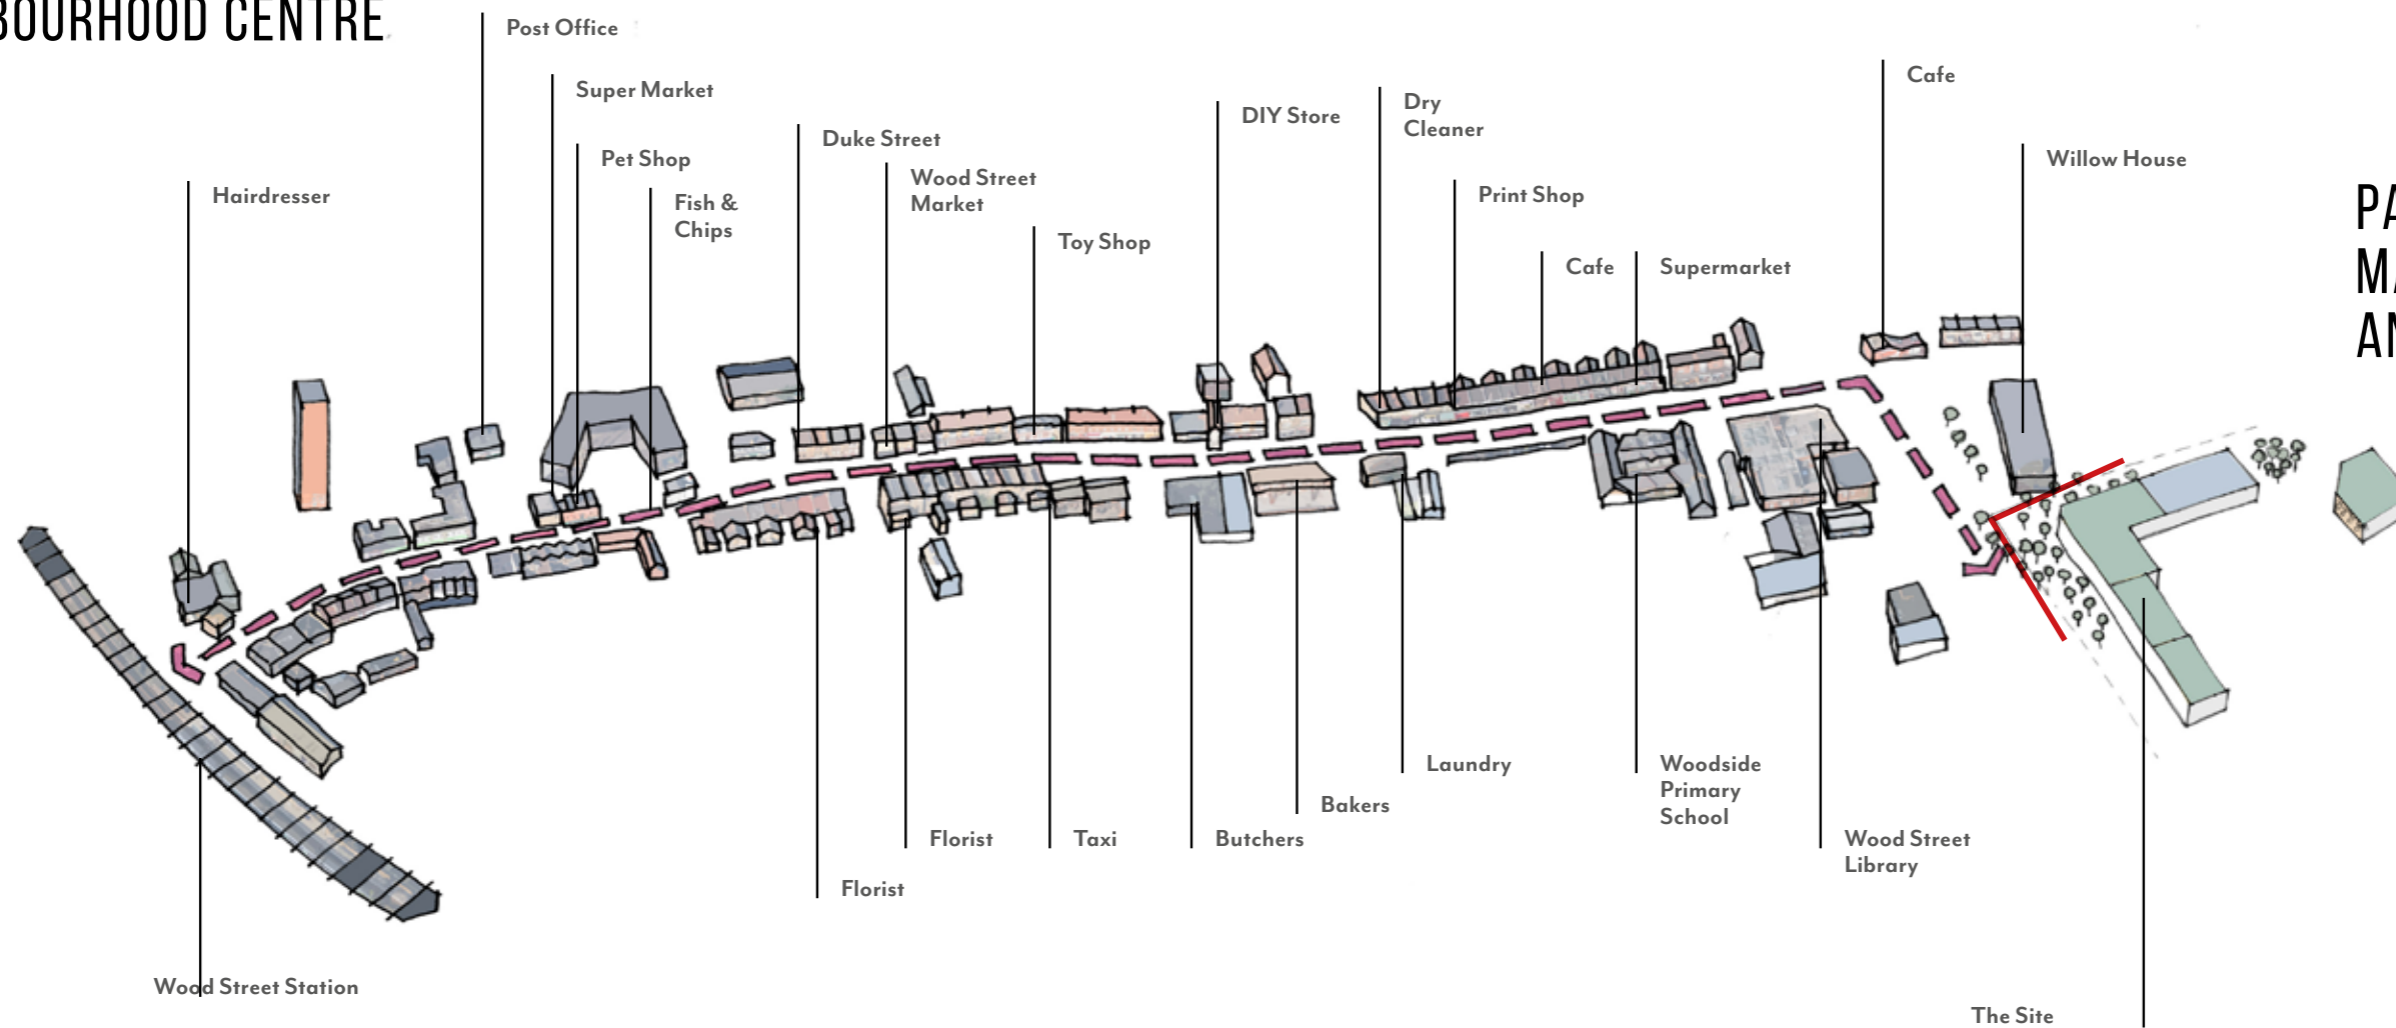 BOURHOOD CENTRE
Post Office
Super Market
Pet Shop
Fish &
Chips
Hairdresser
Duke Street
Wood Street
Market
Toy Shop
DIY Store
Dry
Cleaner
Print Shop
Cafe
Supermarket
Cafe
Willow House
PA
MA
AN
Wood Street Station
Florist
Florist
Taxi
Butchers
Bakers
Laundry
Woodside
Primary
School
Wood Street
Library
The Site